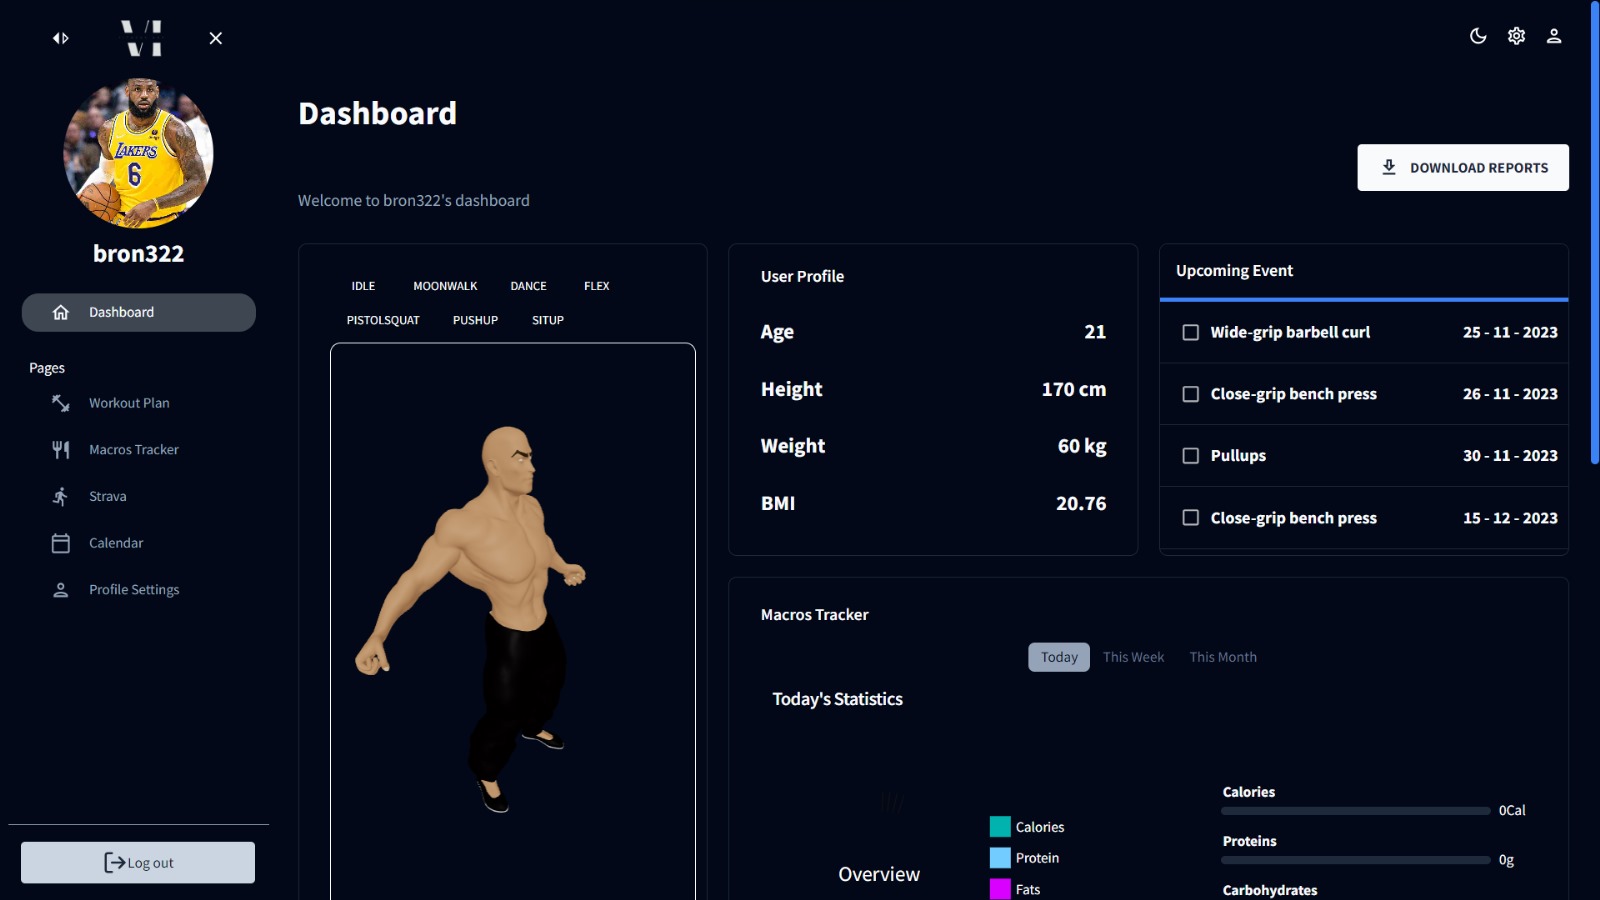 VI
VI
LAKERS
6
bron322
Dashboard
Pages
Workout Plan
Macros Tracker
Strava
Calendar
Profile Settings
Log out
Dashboard
Welcome to bron322's dashboard
DOWNLOAD REPORTS
IDLE MOONWALK DANCE FLEX
PISTOLSQUAT PUSHUP SITUP
User Profile
Age 21
Height 170 cm
Weight 60 kg
BMI 20.76
Upcoming Event
Wide-grip barbell curl 25 - 11 - 2023
Close-grip bench press 26 - 11 - 2023
Pullups 30 - 11 - 2023
Close-grip bench press 15 - 12 - 2023
Macros Tracker
Today This Week This Month
Today's Statistics
Overview
Calories
Protein
Fats
Calories
0Cal
Proteins
0g
Carbohydrates